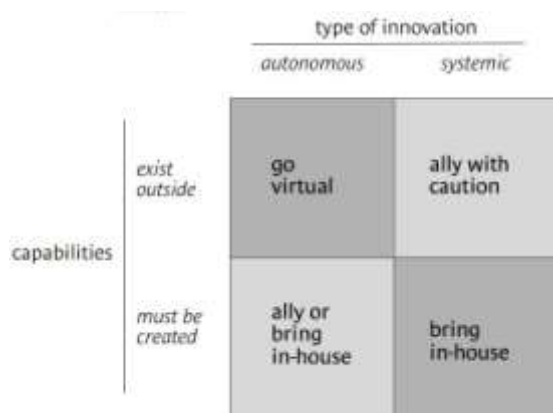 type of innovation
autonomous systemic
exist
outside
go
virtual
ally with
caution
capabilities
must be
created
ally or
bring
in-house
bring
in-house